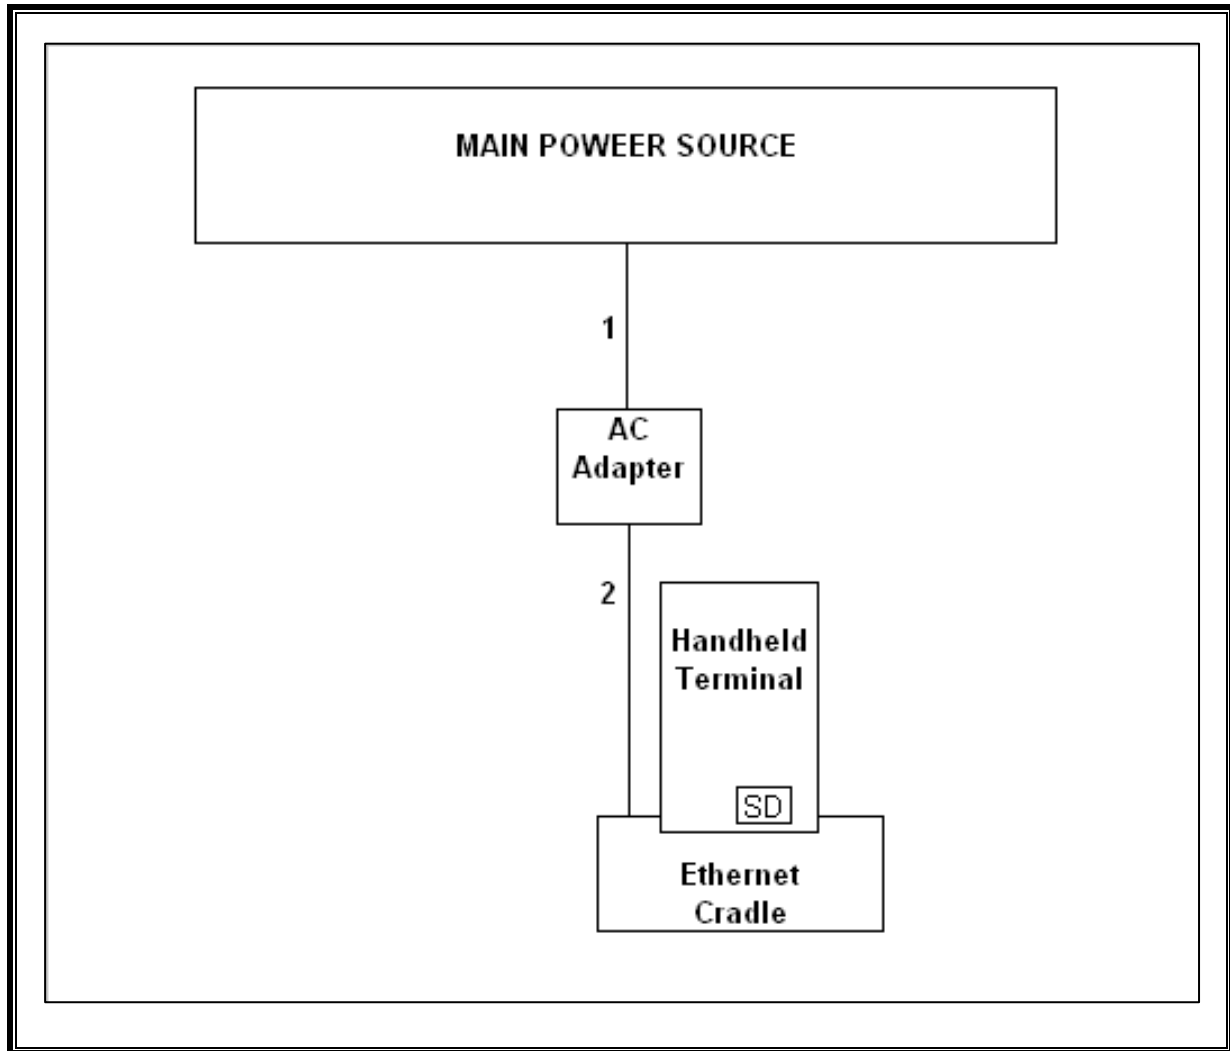 MAIN POWEER SOURCE
1
AC
Adapter
2
Handheld
Terminal
SD
Ethernet
Cradle